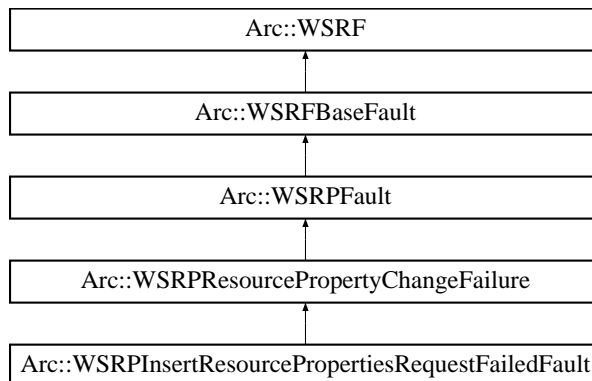 Arc::WSRF
Arc::WSRFBaseFault
Arc::WSRPFault
Arc::WSRPResourcePropertyChangeFailure
Arc::WSRPInsertResourcePropertiesRequestFailedFault